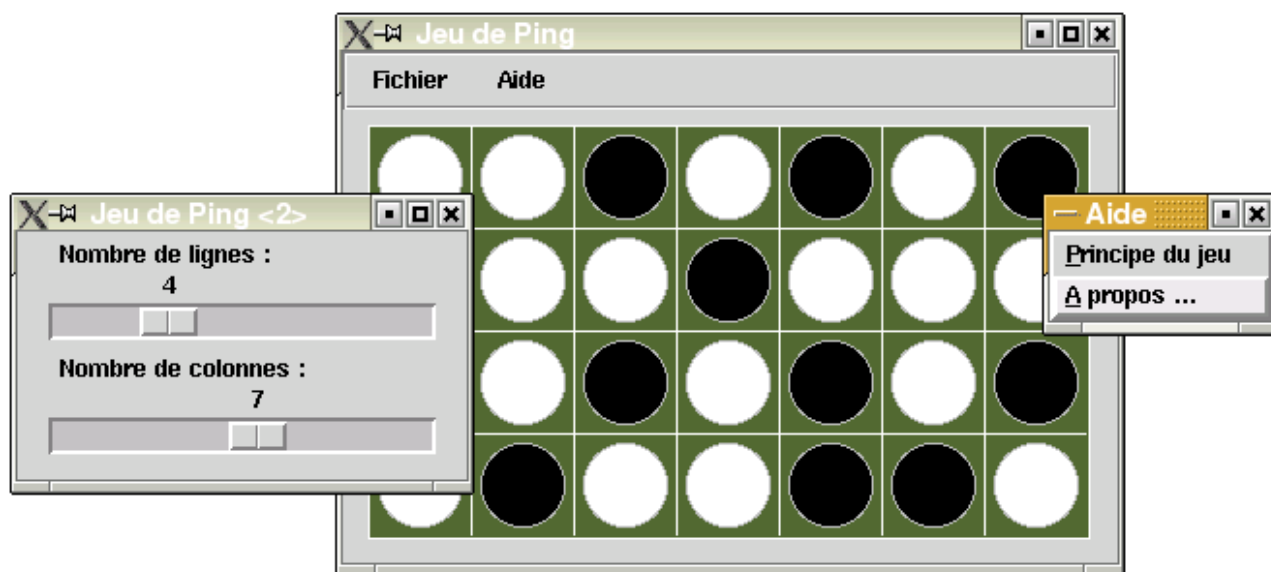 Jeu de Ping
Fichier Aide
Jeu de Ping <2>
Nombre de lignes :
4
Nombre de colonnes :
7
Aide
Principe du jeu
A propos ...